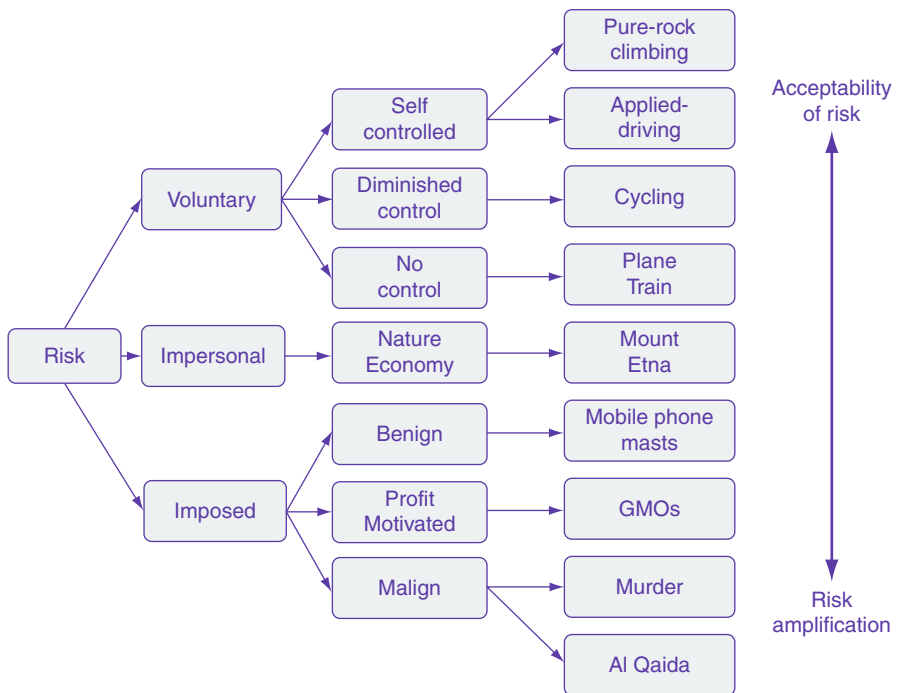 Pure-rock
climbing
Acceptability
of risk
Self
controlled
Applied-
driving
Voluntary
Diminished
control
Cycling
No
control
Plane
Train
Risk
Impersonal
Nature
Economy
Mount
Etna
Benign
Mobile phone
masts
Imposed
Profit
Motivated
GMOs
Malign
Murder
Risk
amplification
Al Qaida